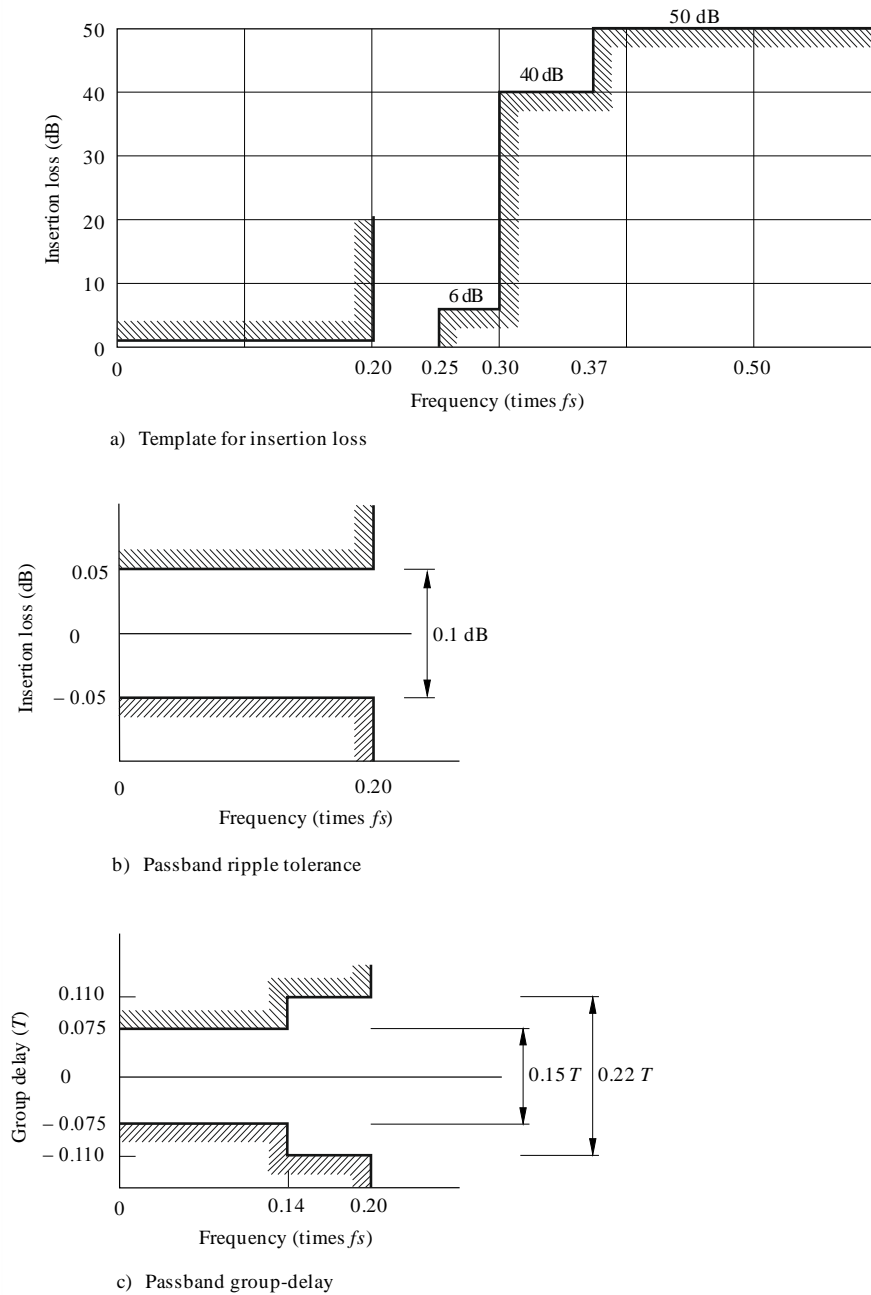 50 dB
50
40 dB
40
30
Insertion loss (dB)
20
10
6 dB
0
0 0.20 0.25 0.30 0.37 0.50
Frequency (times fs)
a) Template for insertion loss
0.05
Insertion loss (dB)
0
0.1 dB
– 0.05
0 0.20
Frequency (times fs)
b) Passband ripple tolerance
0.110
0.075
Group delay (T)
0
0.15 T 0.22 T
– 0.075
– 0.110
0 0.14 0.20
Frequency (times fs)
c) Passband group-delay